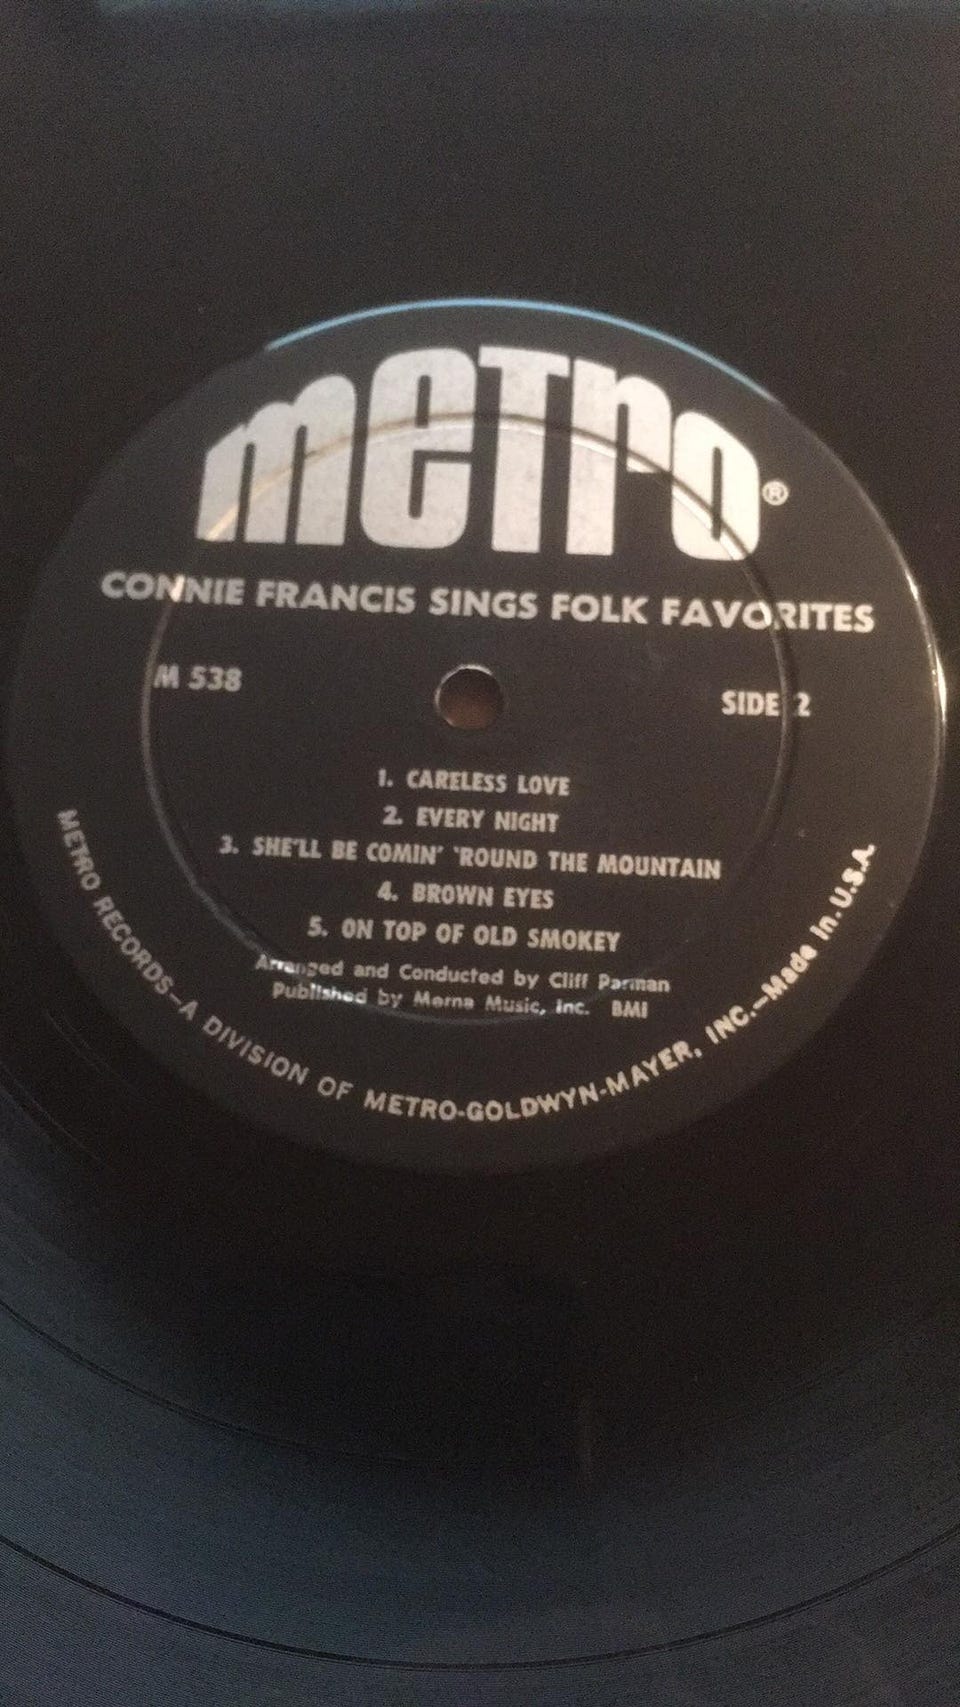 metro®
CONNIE FRANCIS SINGS FOLK FAVORITES
M 538
SIDE 2
1. CARELESS LOVE
2. EVERY NIGHT
3. SHE'LL BE COMIN' 'ROUND THE MOUNTAIN
4. BROWN EYES
5. ON TOP OF OLD SMOKEY
Arranged and Conducted by Cliff Parman
Published by Merna Music, Inc. BMI
METRO RECORDS—A DIVISION OF METRO-GOLDWYN-MAYER, INC.—Made in U.S.A.